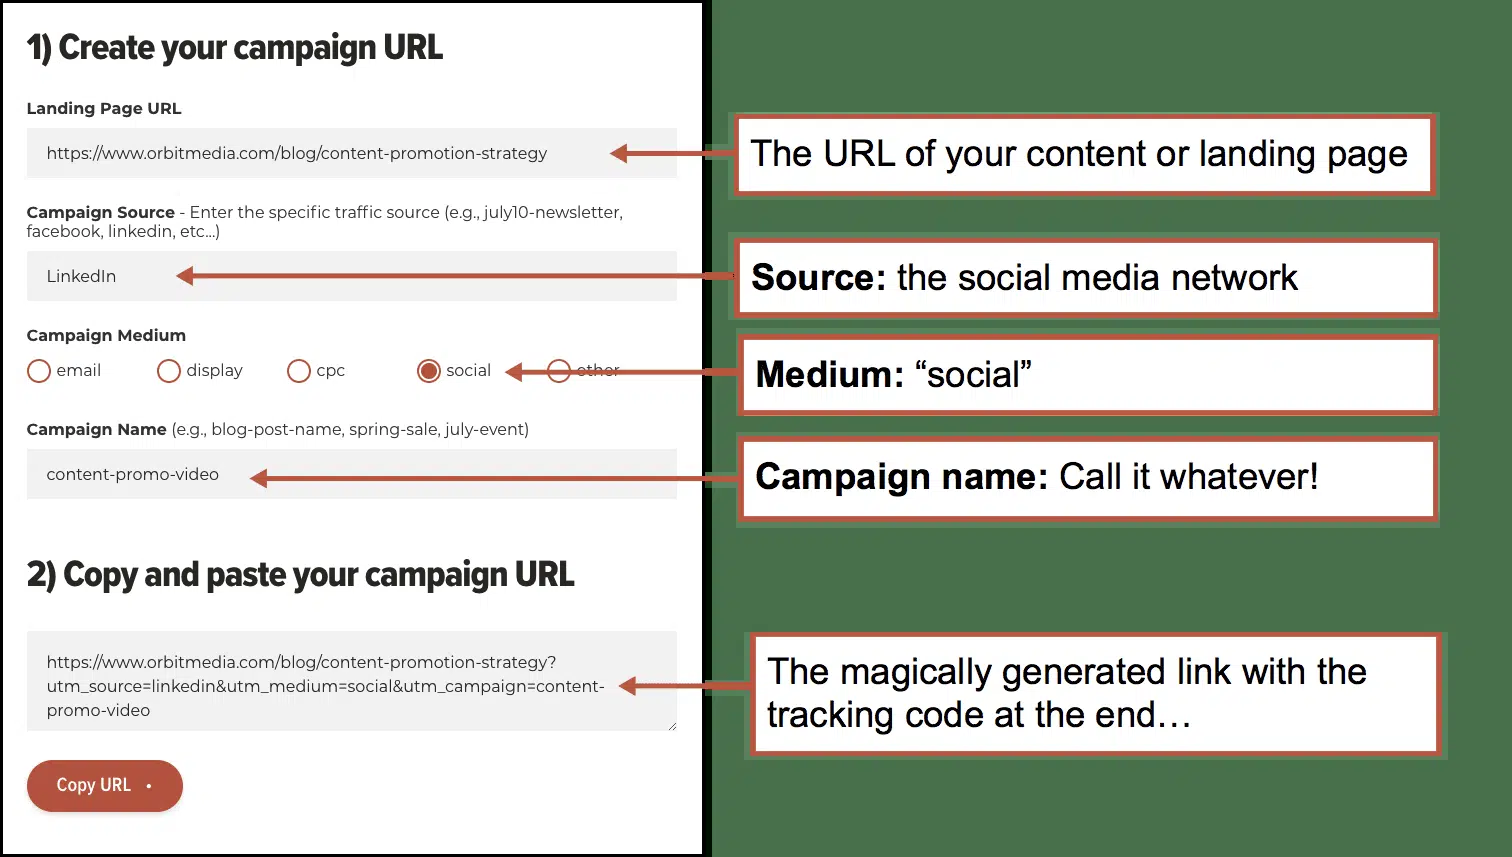 1) Create your campaign URL
Landing Page URL
https://www.orbitmedia.com/blog/content-promotion-strategy
The URL of your content or landing page
Campaign Source - Enter the specific traffic source (e.g., july10-newsletter,
facebook, linkedin, etc...)
LinkedIn
Source: the social media network
Campaign Medium
email
display
cpc
social
other
Medium: “social”
Campaign Name (e.g., blog-post-name, spring-sale, july-event)
content-promo-video
Campaign name: Call it whatever!
2) Copy and paste your campaign URL
https://www.orbitmedia.com/blog/content-promotion-strategy?
utm_source=linkedin&utm_medium=social&utm_campaign=content-
promo-video
The magically generated link with the
tracking code at the end…
Copy URL